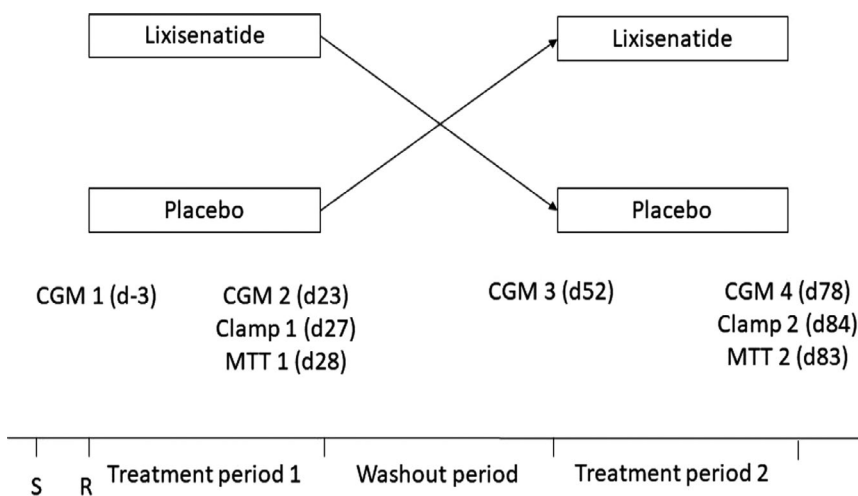 Lixisenatide
Lixisenatide
Placebo
Placebo
CGM 1 (d-3)
CGM 2 (d23)
Clamp 1 (d27)
MTT 1 (d28)
CGM 3 (d52)
CGM 4 (d78)
Clamp 2 (d84)
MTT 2 (d83)
S
R
Treatment period 1
Washout period
Treatment period 2